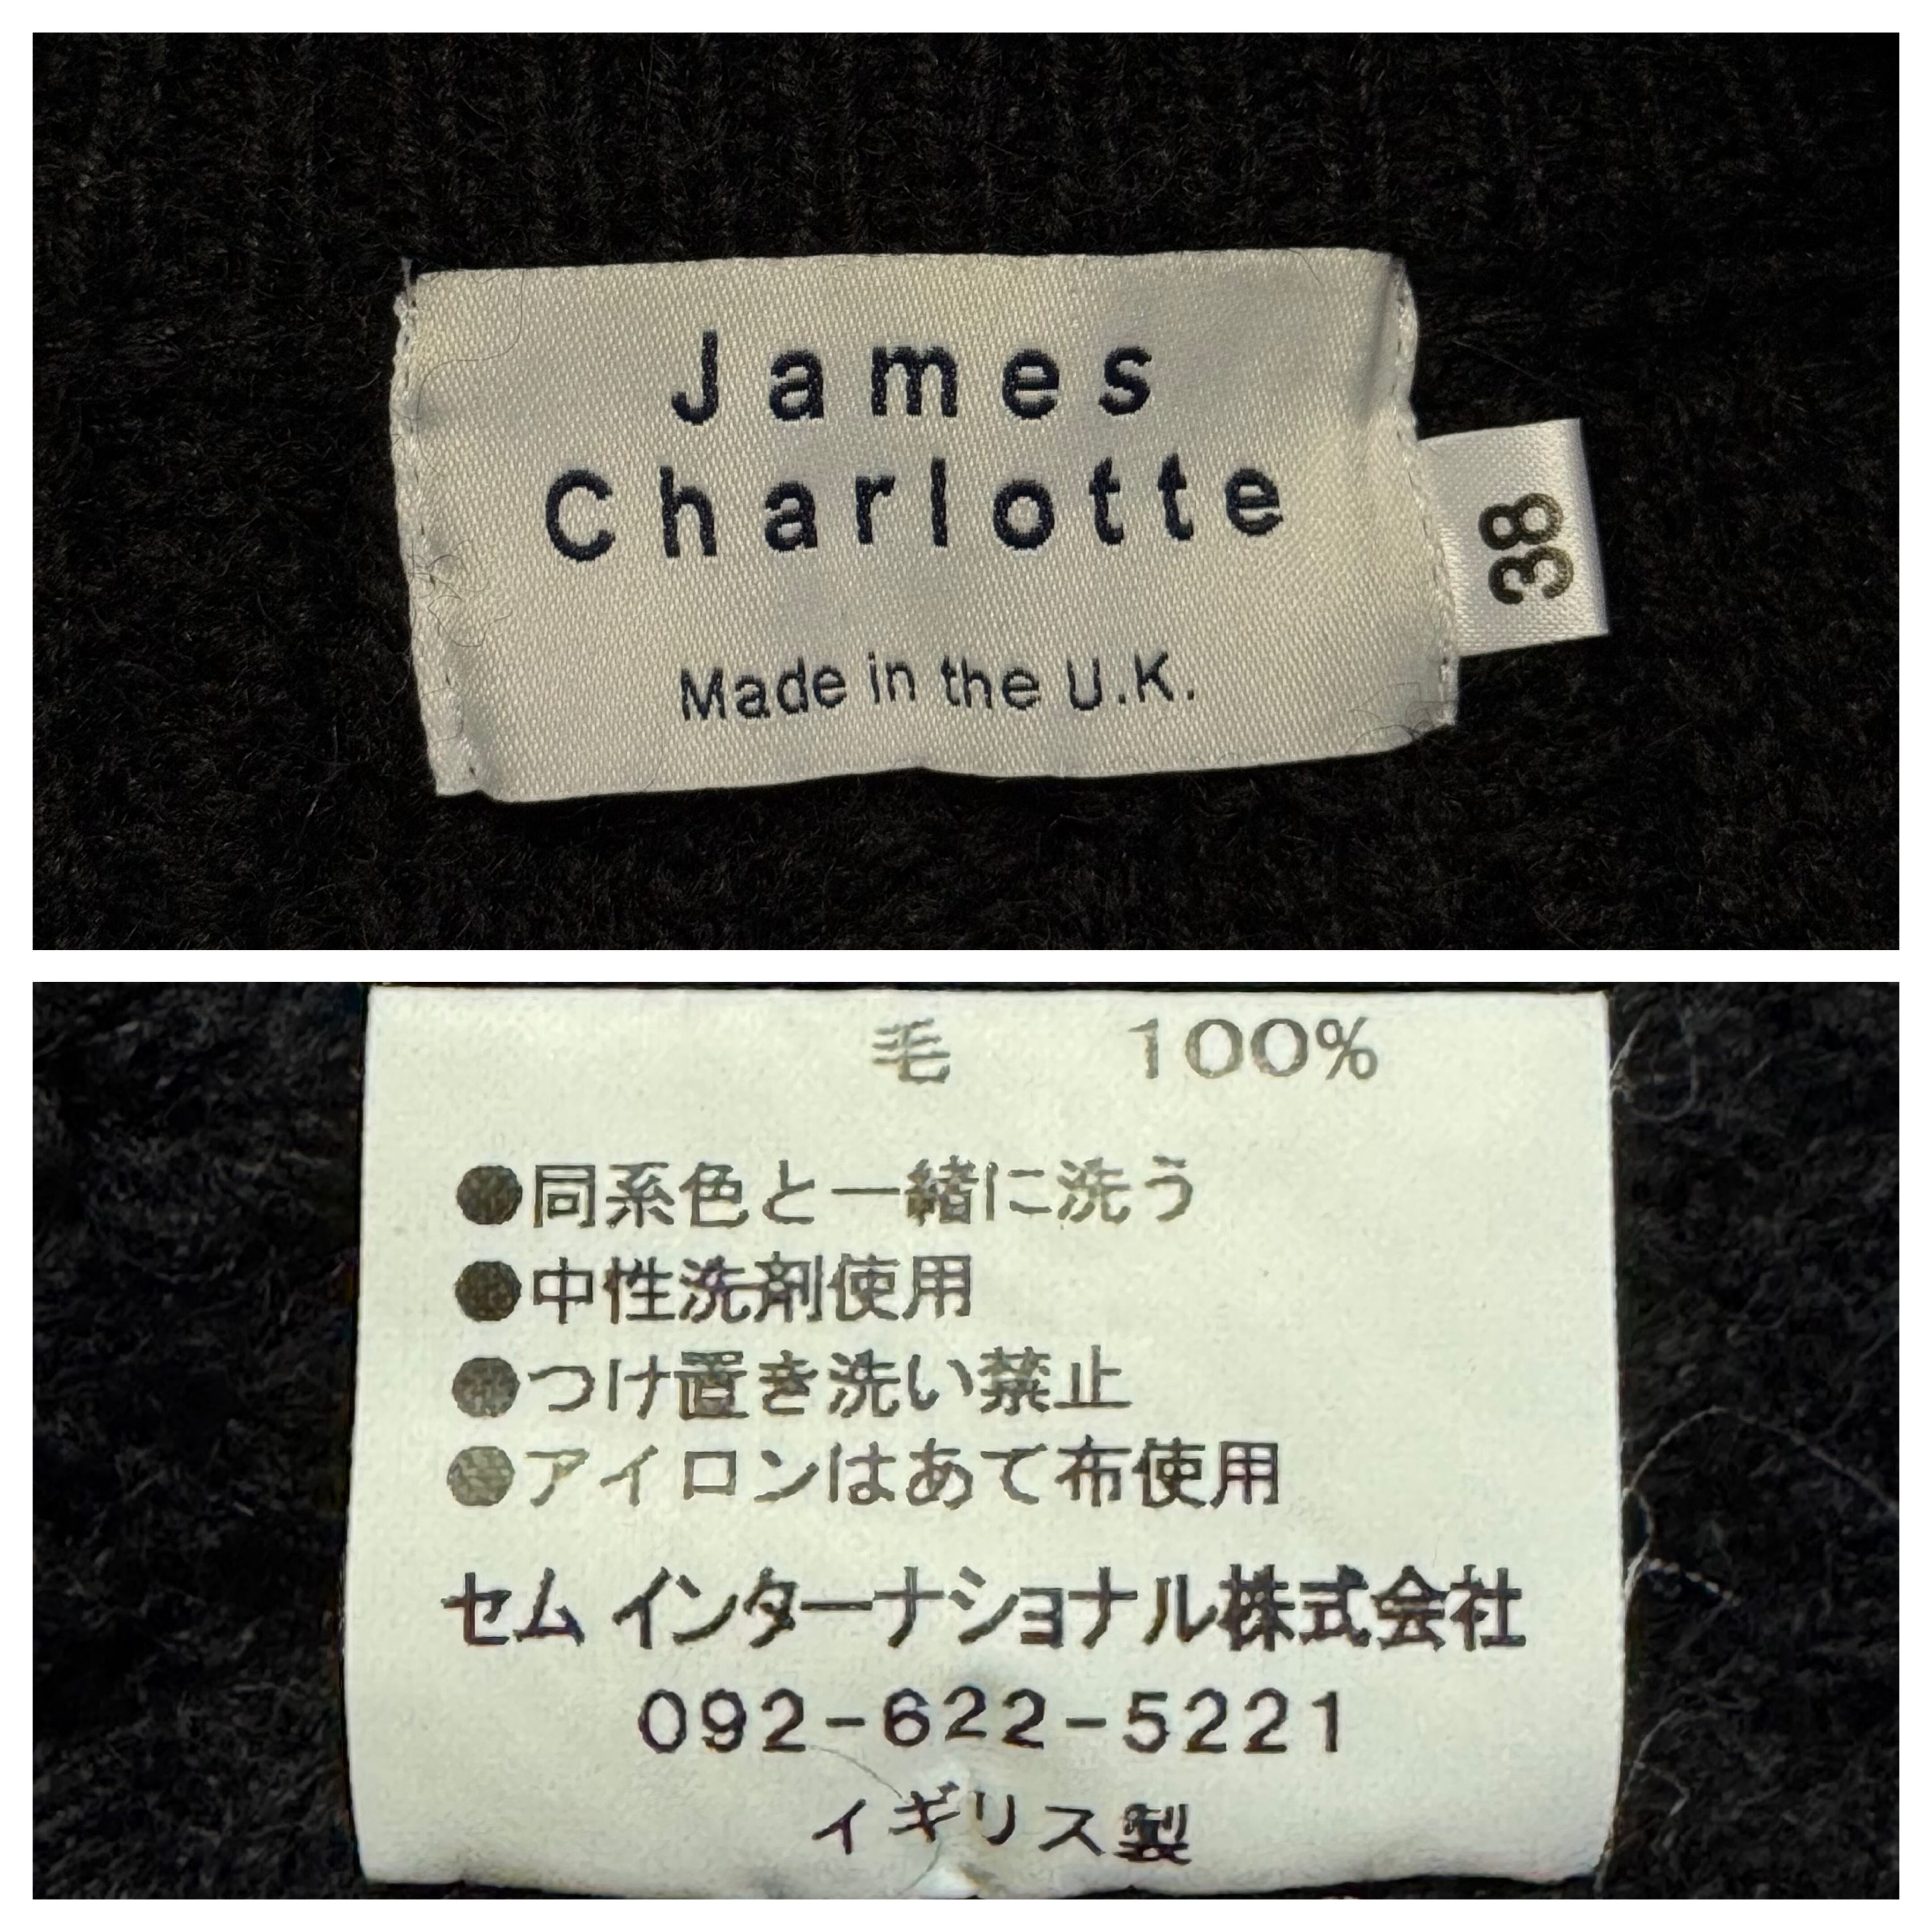 James
Charlotte
Made in the U.K.
38
毛 100%
●同系色と一緒に洗う
●中性洗剤使用
●つけ置き洗い禁止
●アイロンはあて布使用
セム インターナショナル株式会社
092-622-5221
イギリス製